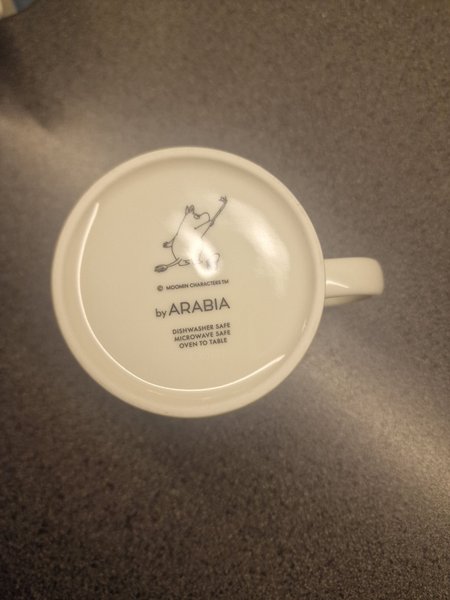 © MOOMIN CHARACTERS™
by ARABIA
DISHWASHER SAFE
MICROWAVE SAFE
OVEN TO TABLE